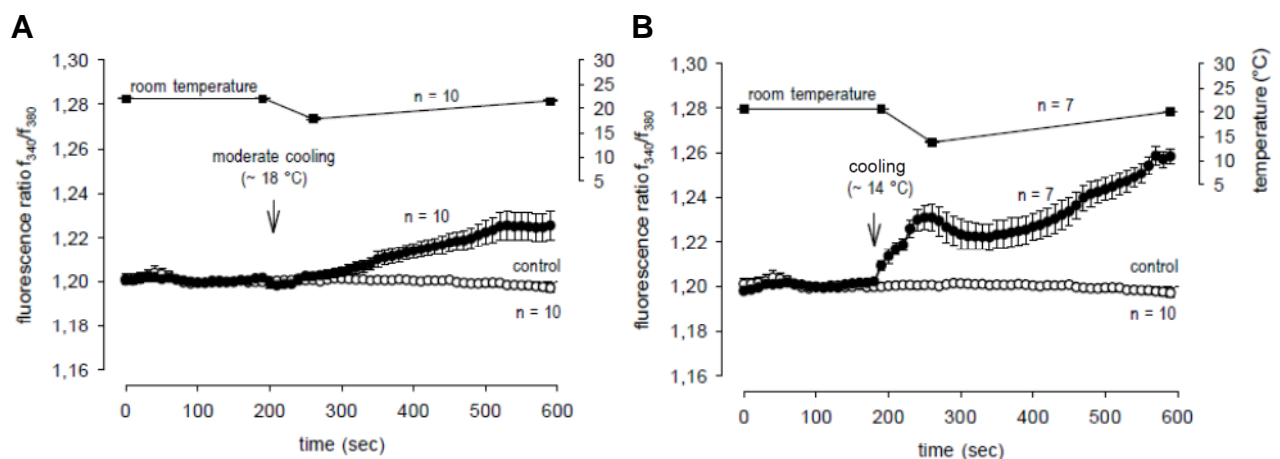 A
fluorescence ratio f340/f380
1,30
1,28
1,26
1,24
1,22
1,20
1,18
1,16
room temperature
n = 10
moderate cooling
(~ 18 °C)
n = 10
control
n = 10
30
25
20
15
10
5
0 100 200 300 400 500 600
time (sec)
B
fluorescence ratio f340/f380
1,30
1,28
1,26
1,24
1,22
1,20
1,18
1,16
room temperature
n = 7
cooling
(~ 14 °C)
n = 7
control
n = 10
30
25
20
15
10
5
temperature (°C)
0 100 200 300 400 500 600
time (sec)